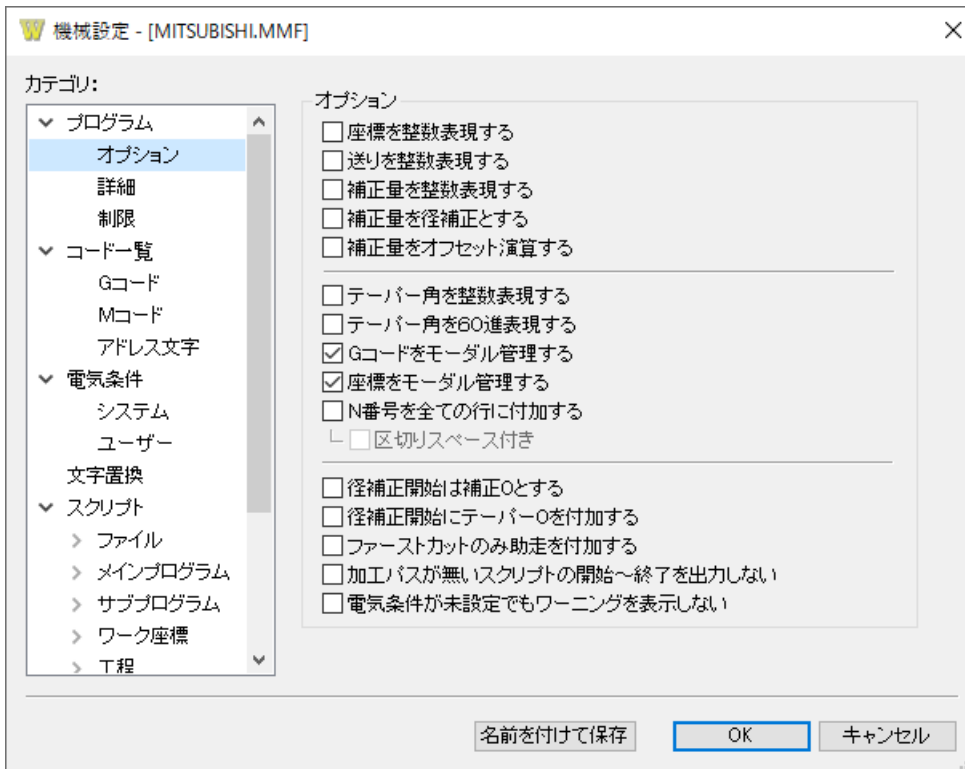 機械設定 - [MITSUBISHI.MMF]
カテゴリ:
プログラム
オプション
詳細
制限
コード一覧
Gコード
Mコード
アドレス文字
電気条件
システム
ユーザー
文字置換
スクリプト
ファイル
メインプログラム
サブプログラム
ワーク座標
工程
オプション
座標を整数表現する
送りを整数表現する
補正量を整数表現する
補正量を径補正とする
補正量をオフセット演算する
テーパー角を整数表現する
テーパー角を60進表現する
Gコードをモーダル管理する
座標をモーダル管理する
N番号を全ての行に付加する
区切りスペース付き
径補正開始は補正0とする
径補正開始にテーパー0を付加する
ファーストカットのみ助走を付加する
加工パスが無いスクリプトの開始～終了を出力しない
電気条件が未設定でもワーニングを表示しない
名前を付けて保存
OK
キャンセル